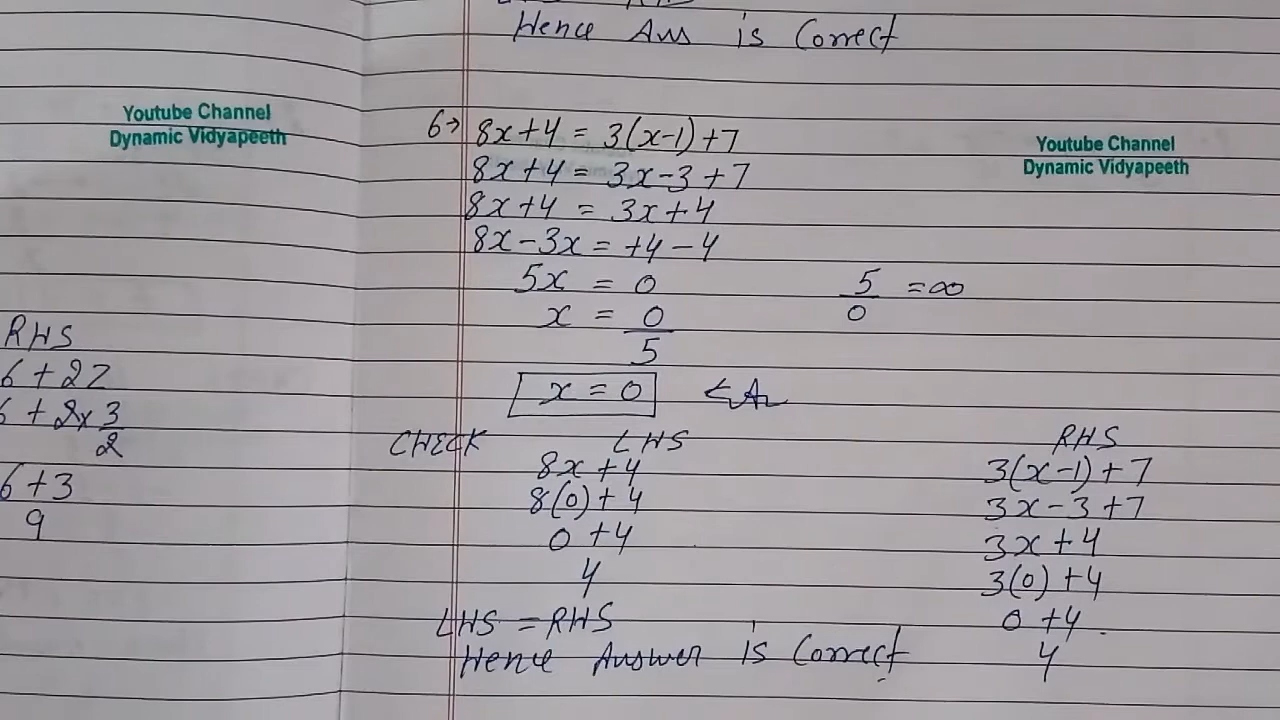 Hence Ans is Correct
Youtube Channel
Dynamic Vidyapeeth
Youtube Channel
Dynamic Vidyapeeth
6→ 8x+4 = 3(x-1)+7
8x+4 = 3x-3+7
8x+4 = 3x+4
8x-3x = +4-4
5x = 0
x = 0/5
5/0 = ∞
x = 0
RHS
6+2z
6+2x3/2
6+3
9
CHECK
LHS
8x+4
8(0)+4
0+4
4
RHS
3(x-1)+7
3x-3+7
3x+4
3(0)+4
0+4
4
LHS = RHS
Hence Answer is Correct